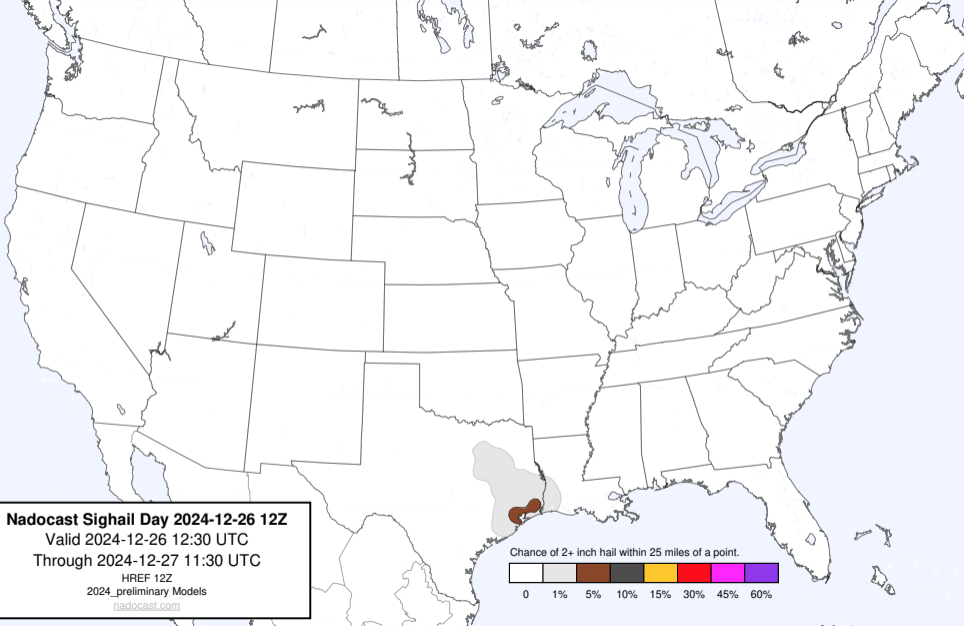 Nadocast Sighail Day 2024-12-26 12Z
Valid 2024-12-26 12:30 UTC
Through 2024-12-27 11:30 UTC
HREF 12Z
2024_preliminary Models
nadocast.com
Chance of 2+ inch hail within 25 miles of a point.
0 1% 5% 10% 15% 30% 45% 60%